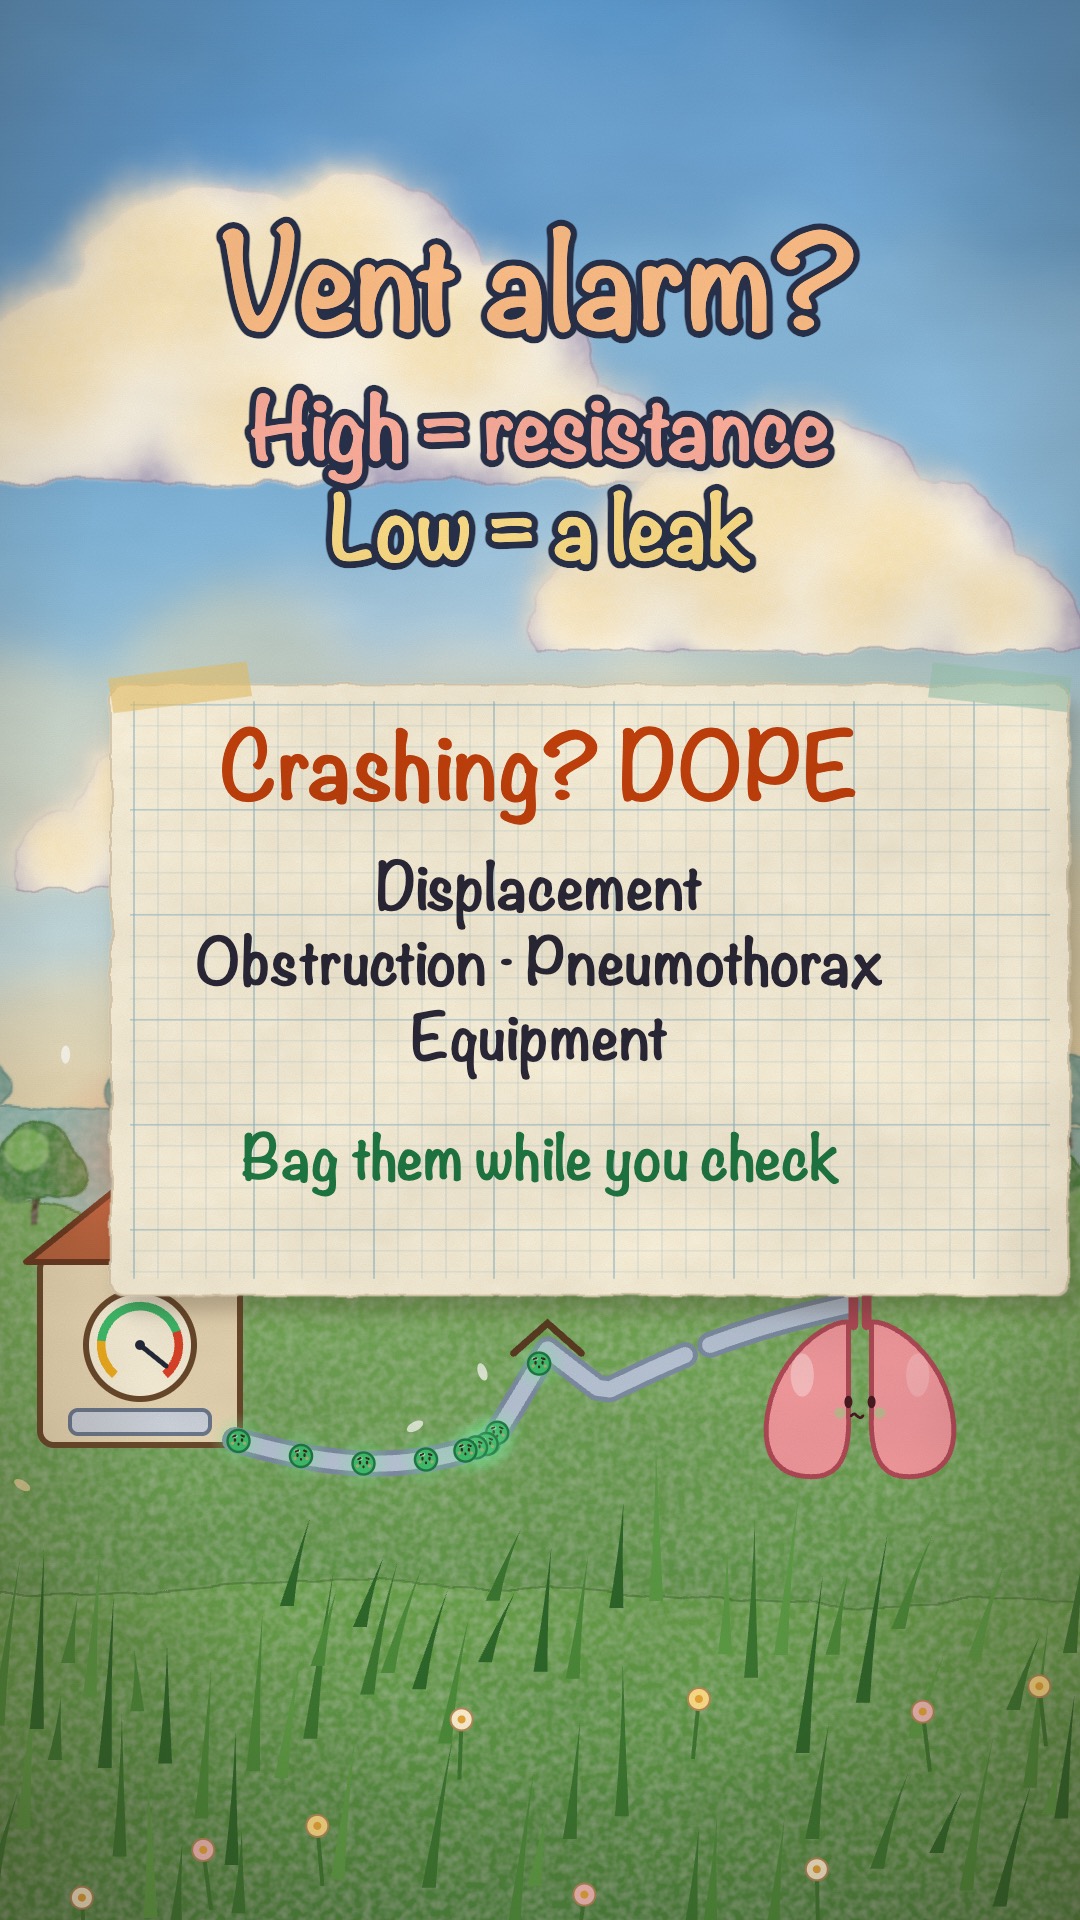 Vent alarm?
High = resistance
Low = a leak
Crashing? DOPE
Displacement
Obstruction · Pneumothorax
Equipment
Bag them while you check